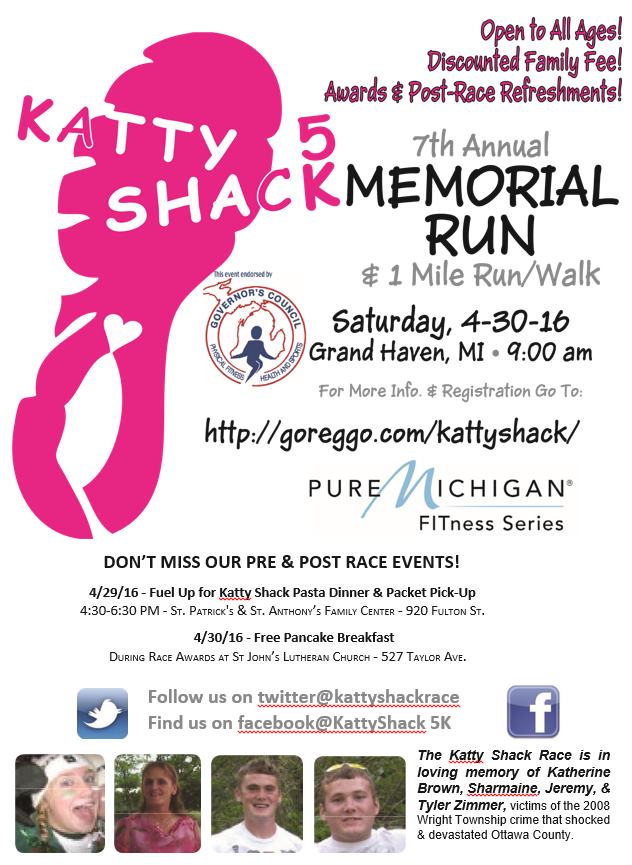 Open to All Ages!
Discounted Family Fee!
Awards & Post-Race Refreshments!
KATTY
SHACK
5
7th Annual
MEMORIAL
RUN
& 1 Mile Run/Walk
This event endorsed by
GOVERNOR'S COUNCIL
PHYSICAL FITNESS HEALTH AND SPORTS
Saturday, 4-30-16
Grand Haven, MI • 9:00 am
For More Info. & Registration Go To:
http://goreggo.com/kattyshack/
PURE MICHIGAN®
FITness Series
DON'T MISS OUR PRE & POST RACE EVENTS!
4/29/16 - Fuel Up for Katty Shack Pasta Dinner & Packet Pick-Up
4:30-6:30 PM - St. Patrick's & St. Anthony's Family Center - 920 Fulton St.
4/30/16 - Free Pancake Breakfast
During Race Awards at St John's Lutheran Church - 527 Taylor Ave.
Follow us on twitter@kattyshackrace
Find us on facebook@KattyShack 5K
f
The Katty Shack Race is in
loving memory of Katherine
Brown, Sharmaine, Jeremy, &
Tyler Zimmer, victims of the 2008
Wright Township crime that shocked
& devastated Ottawa County.